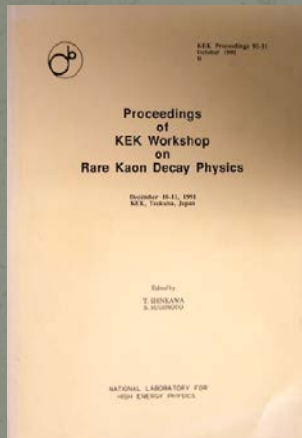 KEK Proceedings 92-11
October 1992
H
Proceedings
of
KEK Workshop
on
Rare Kaon Decay Physics
December 10-11, 1991
KEK, Tsukuba, Japan
Edited by
T. SHINKAWA
S. SUGIMOTO
NATIONAL LABORATORY FOR
HIGH ENERGY PHYSICS